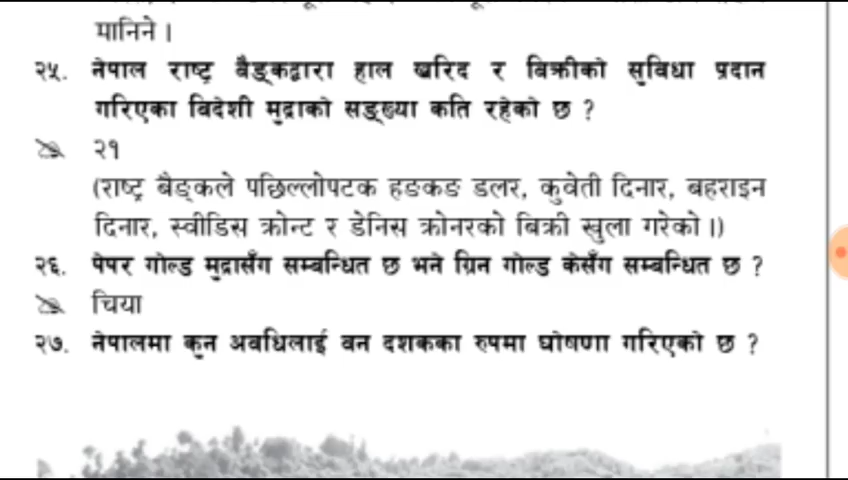 मानिने ।
२५. नेपाल राष्ट्र बैङ्कद्वारा हाल खरिद र बिक्रीको सुविधा प्रदान
गरिएका विदेशी मुद्राको सङ्ख्या कति रहेको छ ?
२१
(राष्ट्र बैङ्कले पछिल्लोपटक हङकङ डलर, कुवेती दिनार, बहराइन
दिनार, स्वीडिस क्रोन्ट र डेनिस क्रोनरको बिक्री खुला गरेको ।)
२६. पेपर गोल्ड मुद्रासँग सम्बन्धित छ भने ग्रिन गोल्ड केसँग सम्बन्धित छ ?
चिया
२७. नेपालमा कुन अवधिलाई वन दशकका रुपमा घोषणा गरिएको छ ?